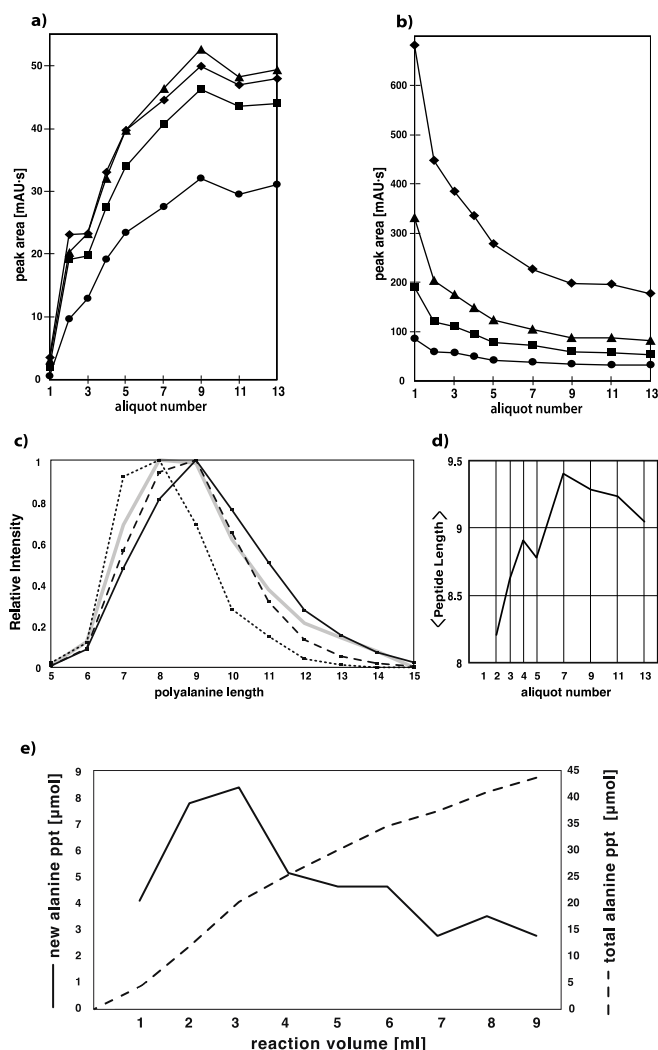 a)
peak area [mAU·s]
50
40
30
20
10
0
1 3 5 7 9 11 13
aliquot number
b)
peak area [mAU·s]
600
500
400
300
200
100
0
1 3 5 7 9 11 13
aliquot number
c)
Relative Intensity
1
0.8
0.6
0.4
0.2
0
5 6 7 8 9 10 11 12 13 14 15
polyalanine length
d)
<Peptide Length>
9.5
9
8.5
8
1 2 3 4 5 7 9 11 13
aliquot number
e)
new alanine ppt [µmol]
9
8
7
6
5
4
3
2
1
0
45
40
35
30
25
20
15
10
5
0
total alanine ppt [µmol]
1 2 3 4 5 6 7 8 9
reaction volume [ml]